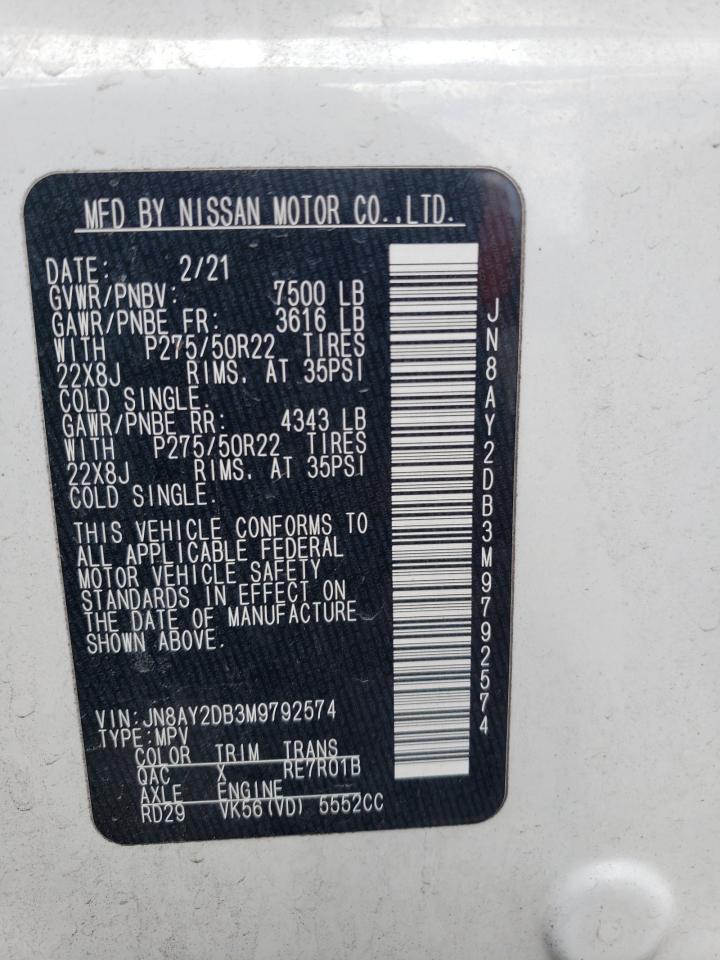 MFD BY NISSAN MOTOR CO.,LTD.
DATE: 2/21
GVWR/PNBV: 7500 LB
GAWR/PNBE FR: 3616 LB
WITH P275/50R22 TIRES
22X8J RIMS. AT 35PSI
COLD SINGLE.
GAWR/PNBE RR: 4343 LB
WITH P275/50R22 TIRES
22X8J RIMS. AT 35PSI
COLD SINGLE.
THIS VEHICLE CONFORMS TO
ALL APPLICABLE FEDERAL
MOTOR VEHICLE SAFETY
STANDARDS IN EFFECT ON
THE DATE OF MANUFACTURE
SHOWN ABOVE.
VIN:JN8AY2DB3M9792574
TYPE:MPV
COLOR TRIM TRANS
QAC X RE7R01B
AXLE ENGINE
RD29 VK56(VD) 5552CC
JN8AY2DB3M9792574